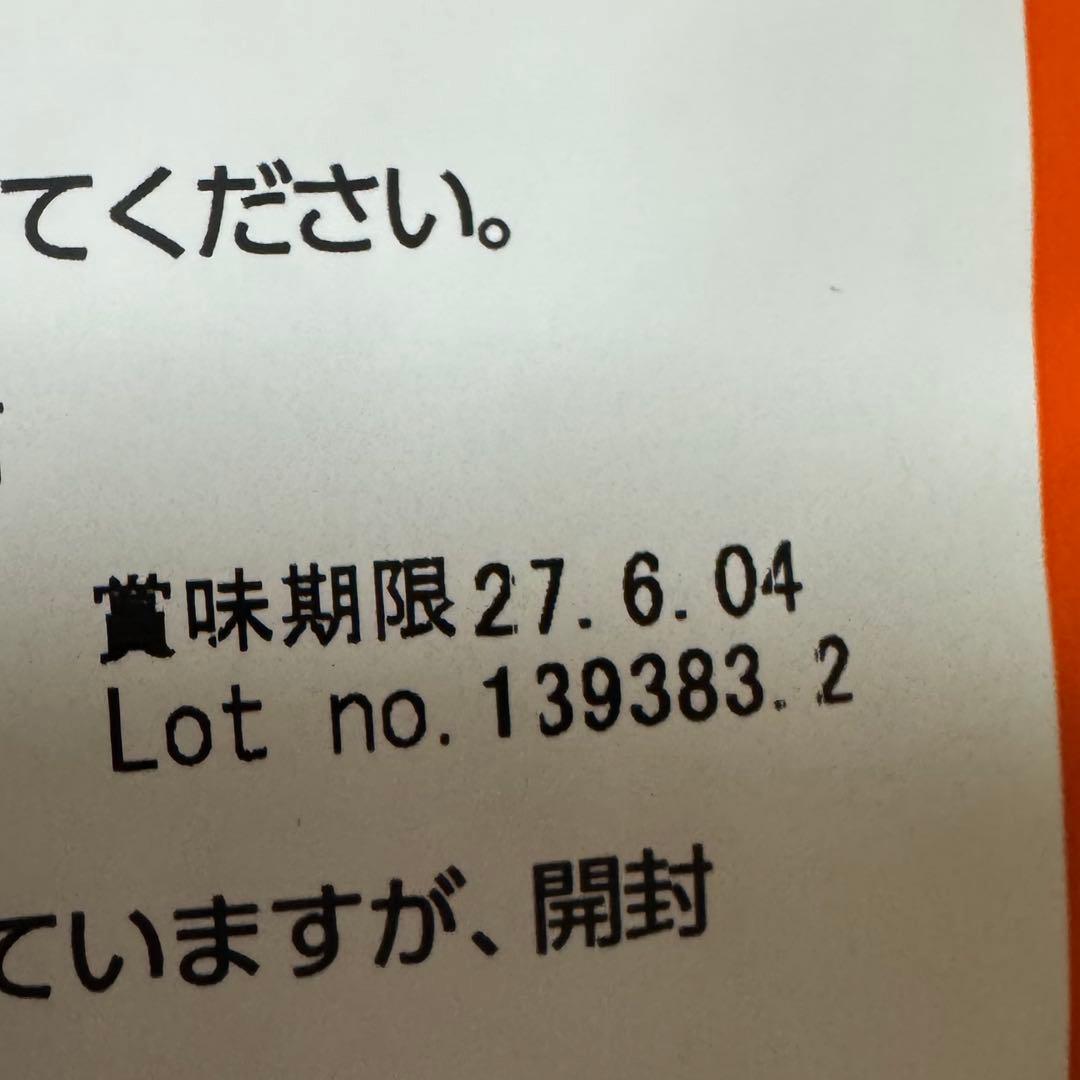 てください。
賞味期限27.6.04
Lot no.139383.2
ていますが、開封